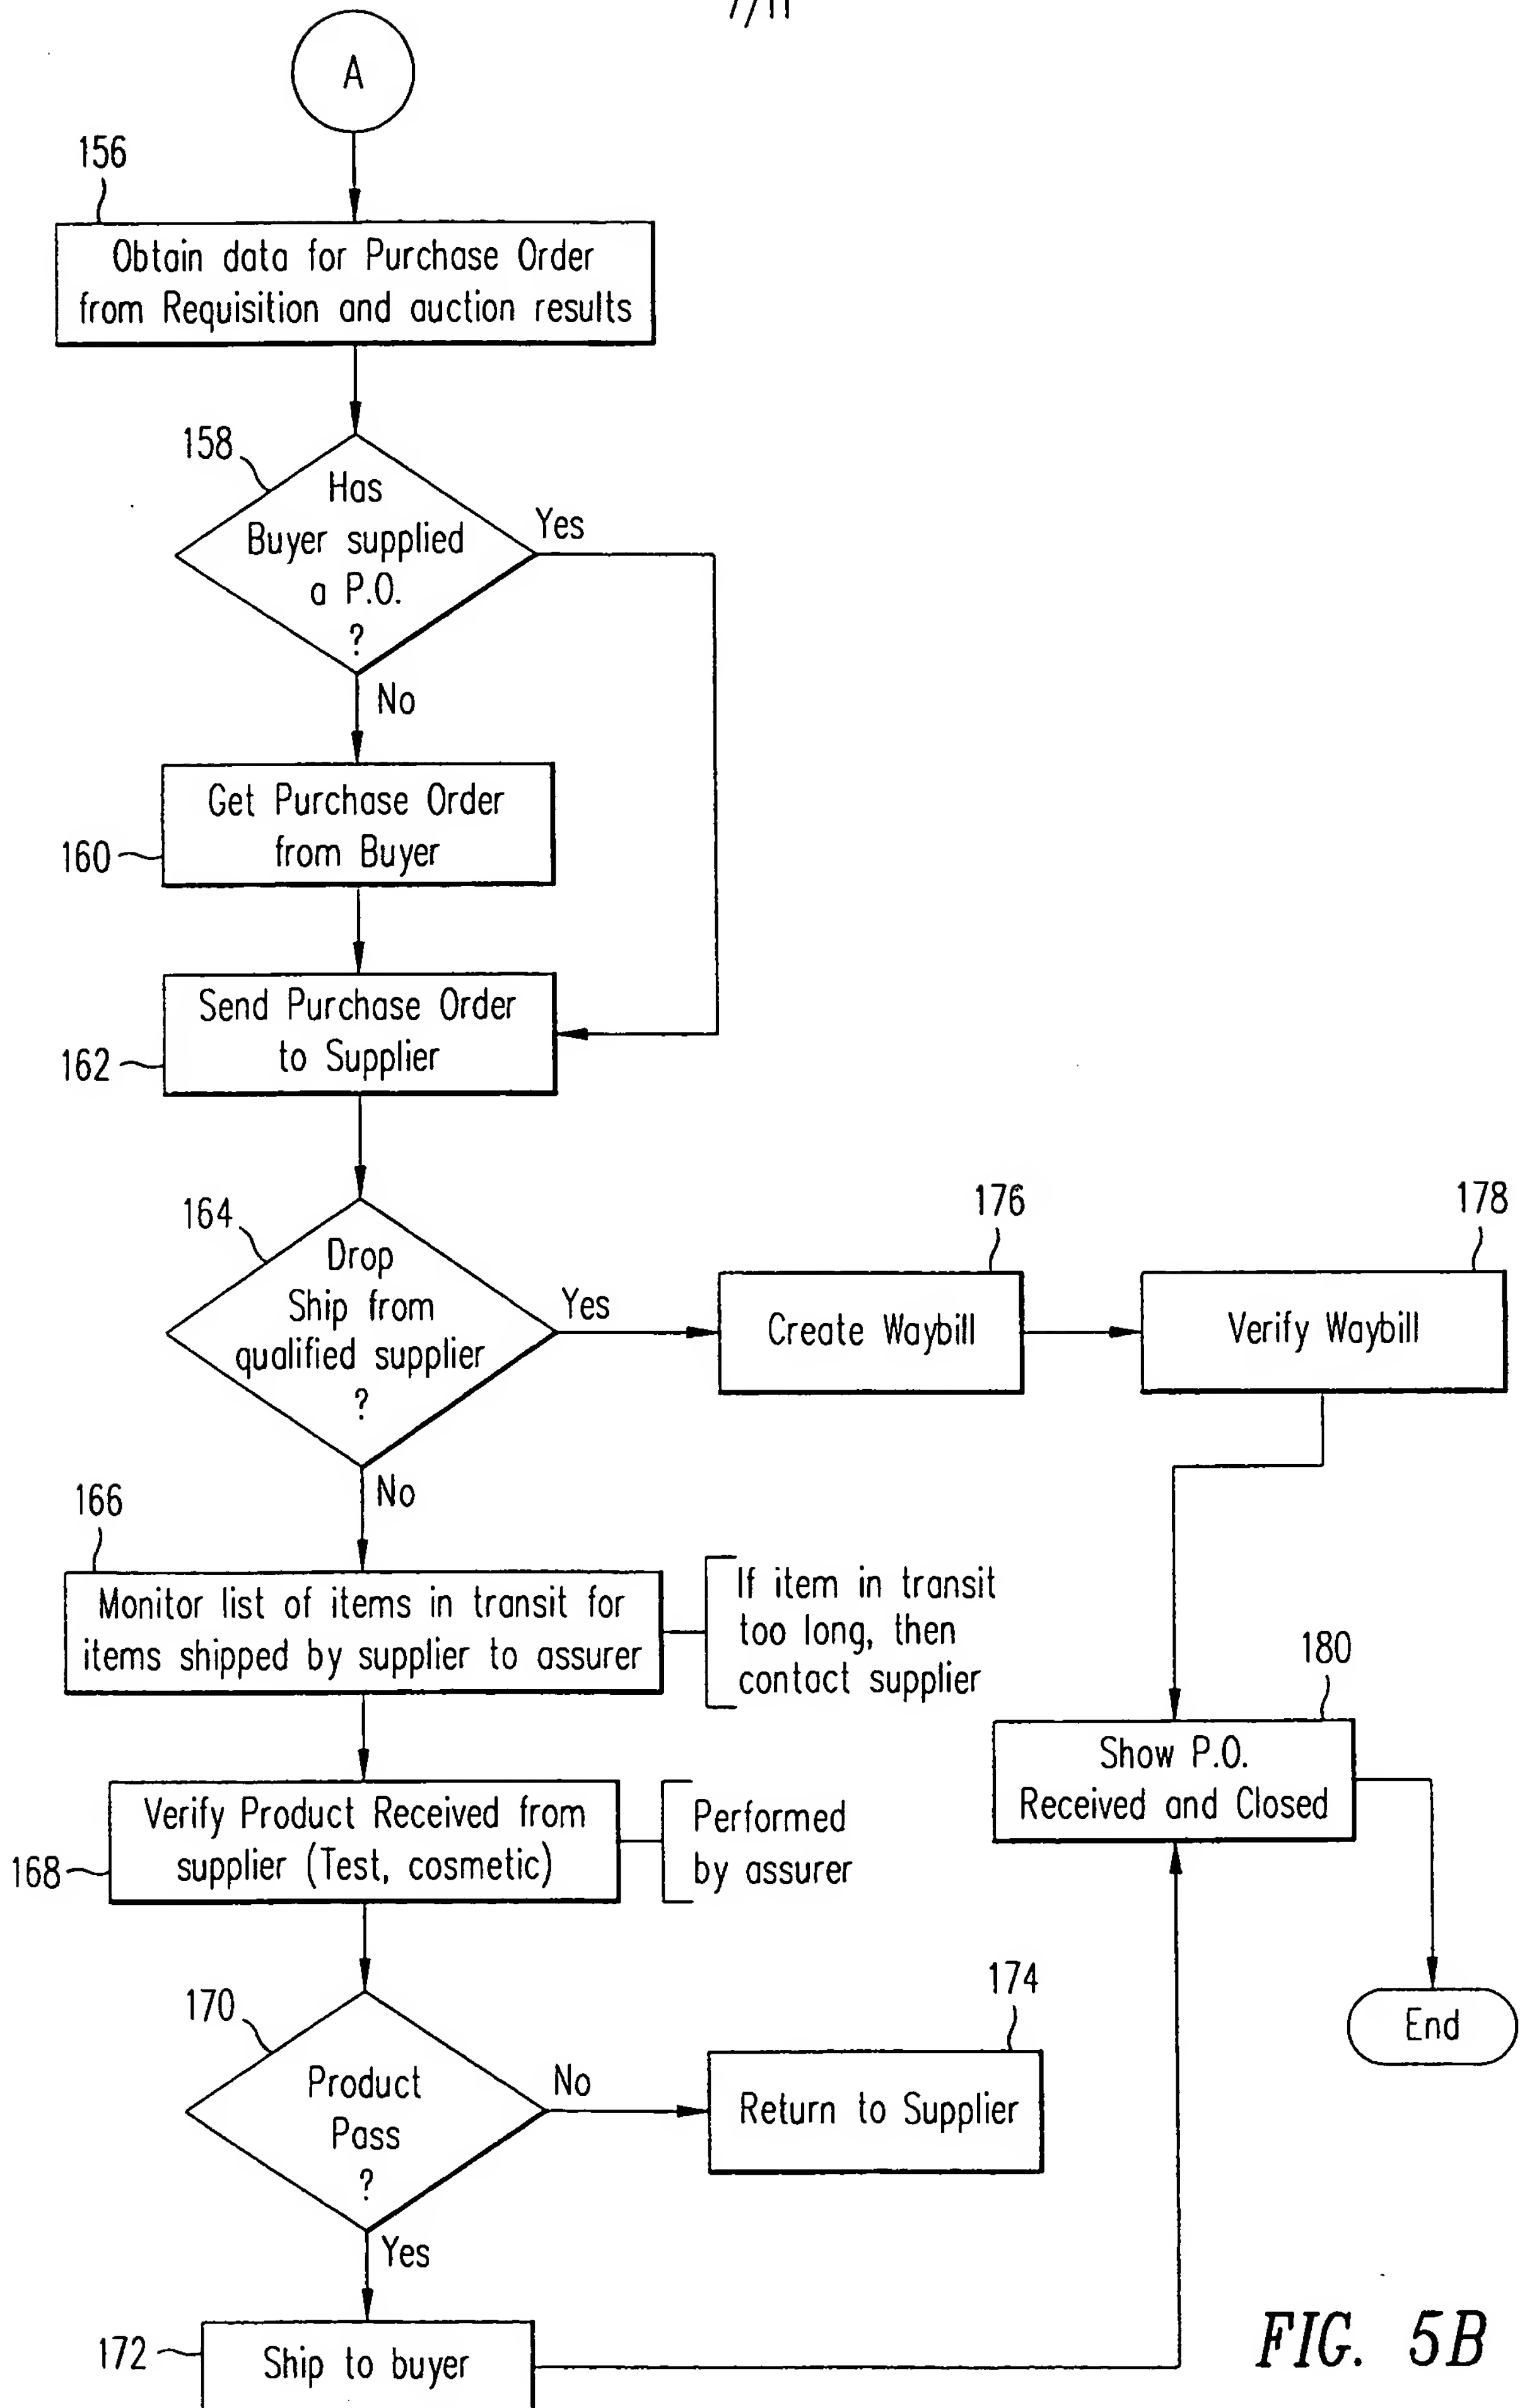 7/11
A
156
Obtain data for Purchase Order
from Requisition and auction results
158
Has
Buyer supplied
a P.O.
?
Yes
No
Get Purchase Order
from Buyer
160
Send Purchase Order
to Supplier
162
164
Drop
Ship from
qualified supplier
?
Yes
No
176
Create Waybill
178
Verify Waybill
166
Monitor list of items in transit for
items shipped by supplier to assurer
If item in transit
too long, then
contact supplier
180
Show P.O.
Received and Closed
Verify Product Received from
supplier (Test, cosmetic)
168
Performed
by assurer
End
170
Product
Pass
?
No
Yes
174
Return to Supplier
172
Ship to buyer
FIG. 5B